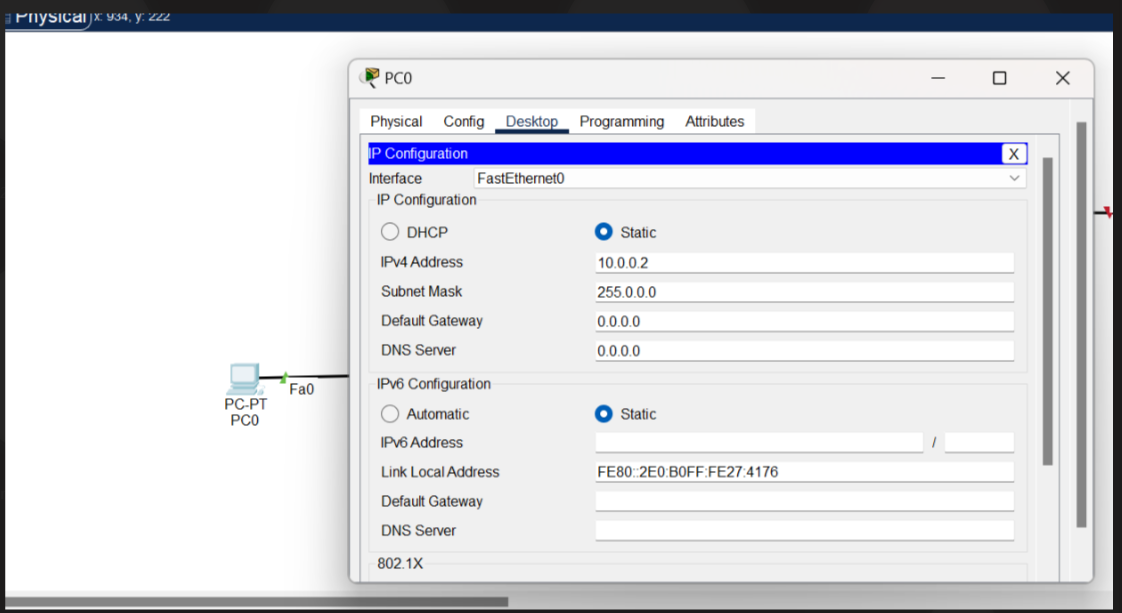 Physical x: 934, y: 222
PC0
Physical Config Desktop Programming Attributes
IP Configuration X
Interface FastEthernet0
IP Configuration
DHCP Static
IPv4 Address 10.0.0.2
Subnet Mask 255.0.0.0
Default Gateway 0.0.0.0
DNS Server 0.0.0.0
IPv6 Configuration
Automatic Static
IPv6 Address /
Link Local Address FE80::2E0:B0FF:FE27:4176
Default Gateway
DNS Server
802.1X
Fa0
PC-PT
PC0